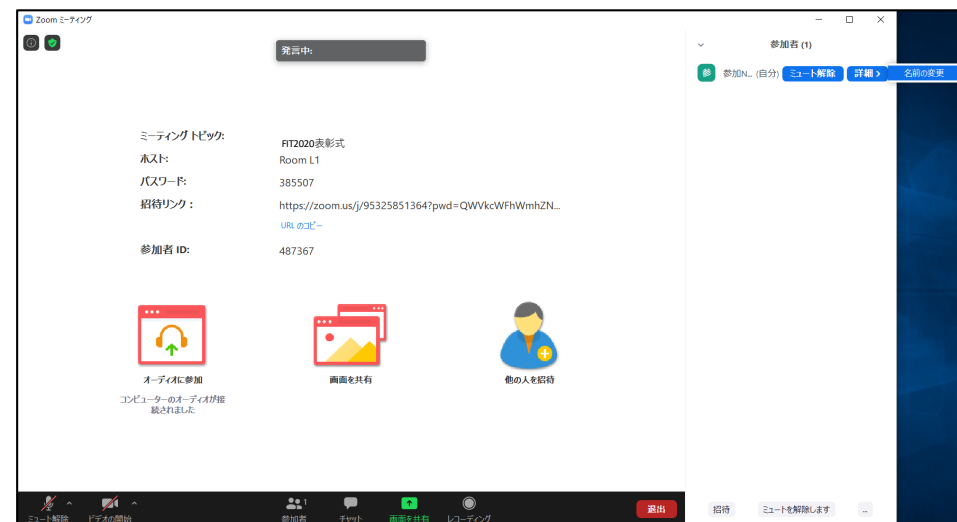 Zoom ミーティング
発言中:
ミーティング トピック:
FIT2020表彰式
ホスト:
Room L1
パスワード:
385507
招待リンク:
https://zoom.us/j/95325851364?pwd=QWVkcWFhWmhZN...
URL のコピー
参加者 ID:
487367
オーディオに参加
コンピューターのオーディオが接
続されました
画面を共有
他の人を招待
ミュート解除
ビデオの開始
1
参加者
チャット
画面を共有
レコーディング
退出
参加者 (1)
参 参加N... (自分) ミュート解除 詳細 > 名前の変更
招待 ミュートを解除します ...